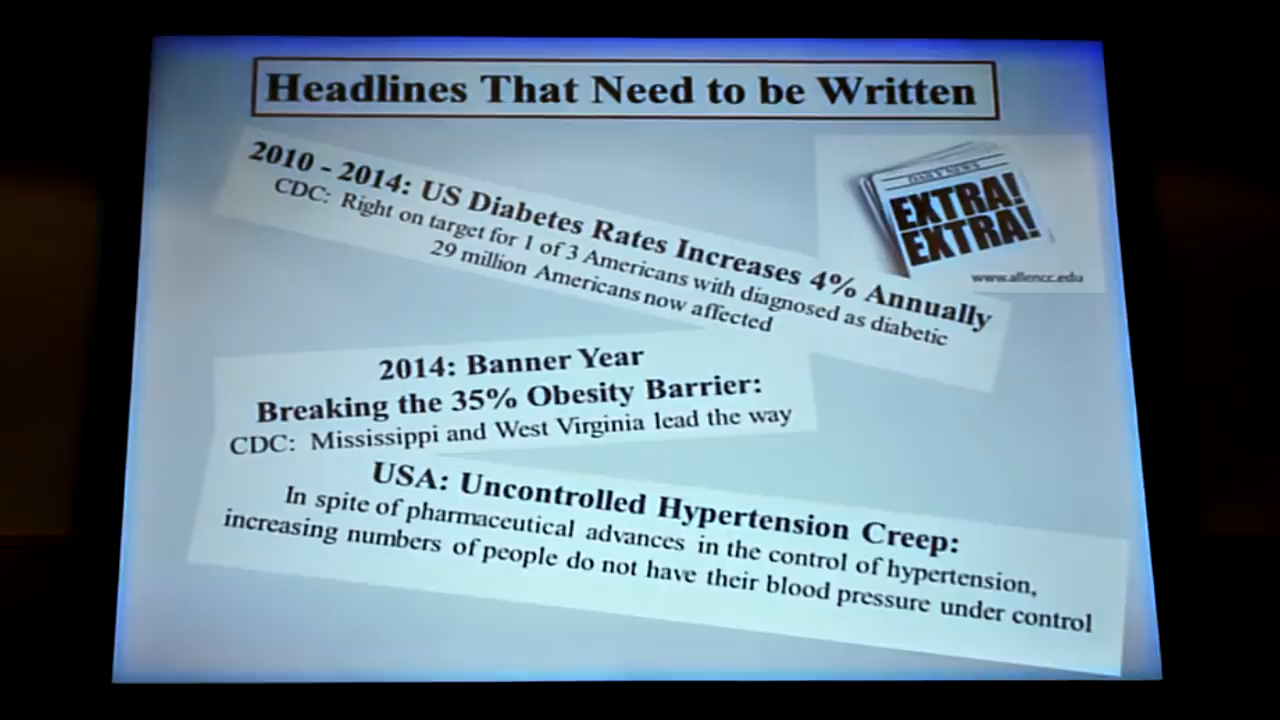 Headlines That Need to be Written
2010 - 2014: US Diabetes Rates Increases 4% Annually
CDC: Right on target for 1 of 3 Americans with diagnosed as diabetic
29 million Americans now affected
DAILY NEWS
EXTRA!
EXTRA!
www.allencc.edu
2014: Banner Year
Breaking the 35% Obesity Barrier:
CDC: Mississippi and West Virginia lead the way
USA: Uncontrolled Hypertension Creep:
In spite of pharmaceutical advances in the control of hypertension,
increasing numbers of people do not have their blood pressure under control